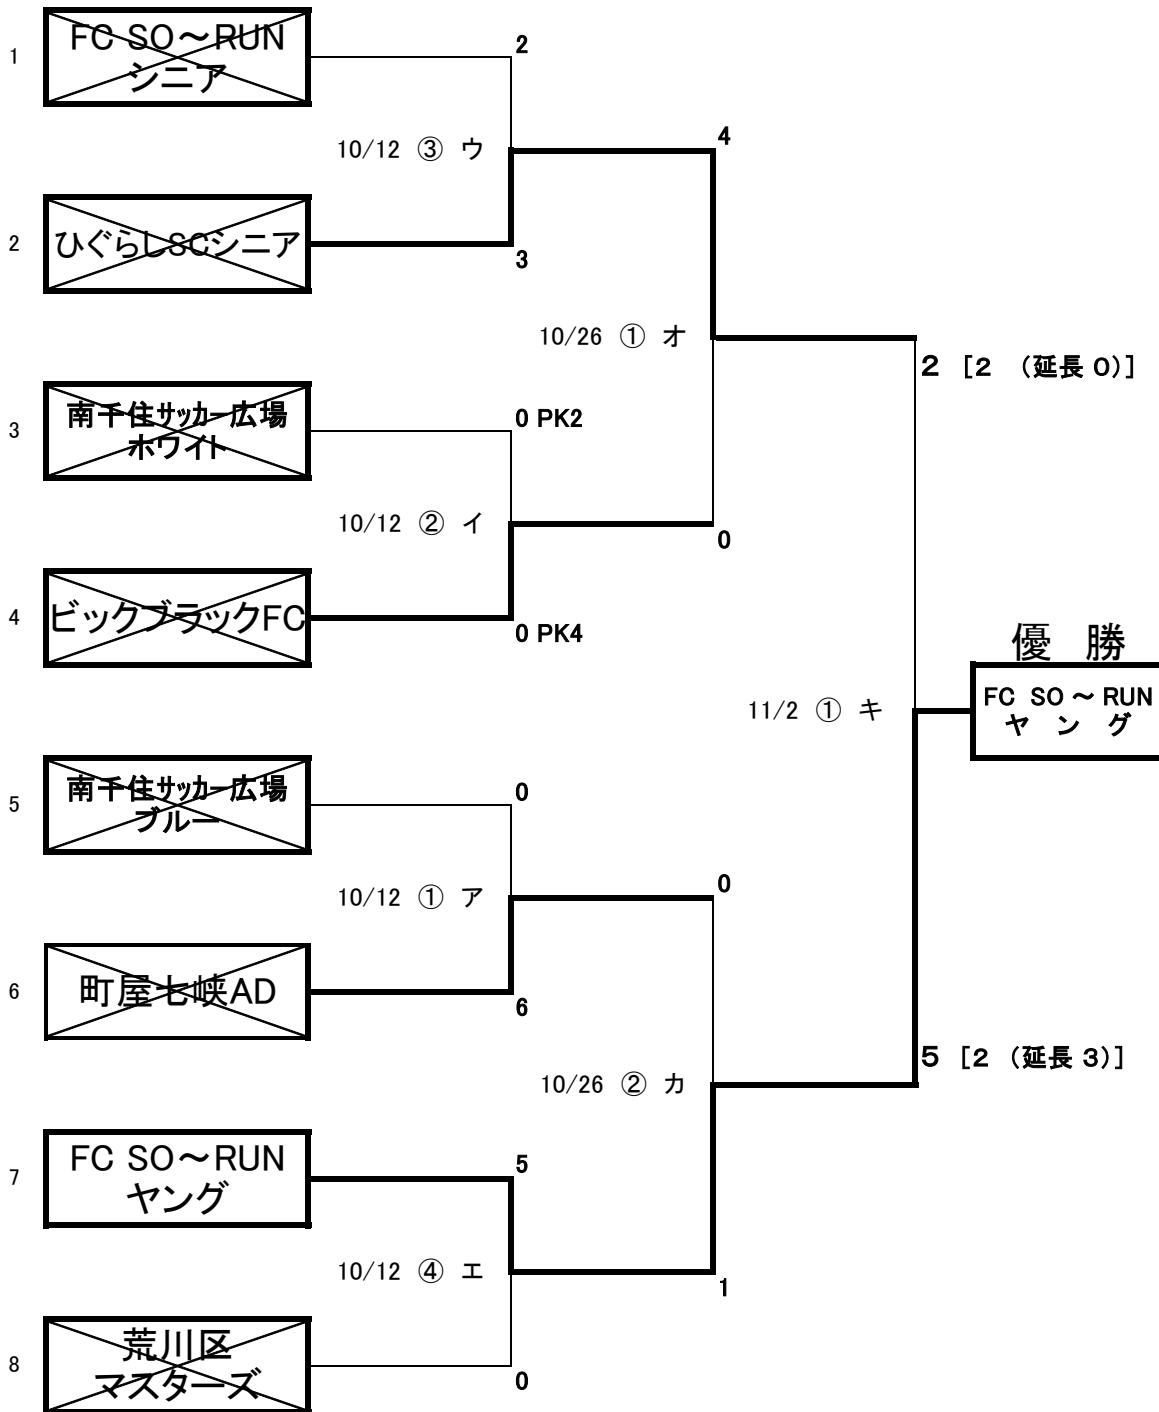 1
FC SO～RUN
シニア
2
10/12 ③ ウ
4
2
ひぐらしSCシニア
3
10/26 ① オ
2 [2 （延長 0）]
3
南千住サッカー広場
ホワイト
0 PK2
10/12 ② イ
0
4
ビックブラックFC
0 PK4
優 勝
FC SO～RUN
ヤ ン グ
11/2 ① キ
5
南千住サッカー広場
ブルー
0
10/12 ① ア
0
6
町屋七峡AD
6
10/26 ② カ
5 [2 （延長 3）]
7
FC SO～RUN
ヤング
5
10/12 ④ エ
1
8
荒川区
マスターズ
0